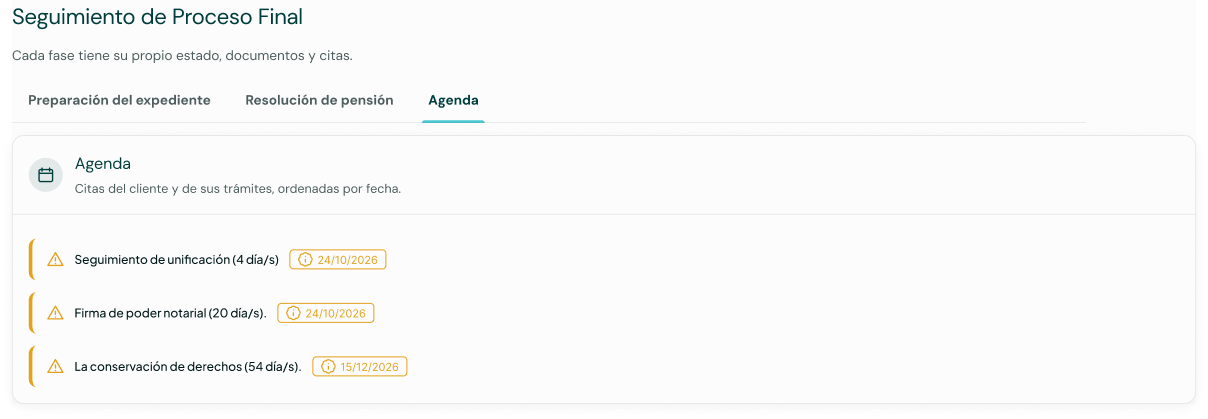 Seguimiento de Proceso Final
Cada fase tiene su propio estado, documentos y citas.
Preparación del expediente Resolución de pensión Agenda
Agenda
Citas del cliente y de sus trámites, ordenadas por fecha.
Seguimiento de unificación (4 día/s) 24/10/2026
Firma de poder notarial (20 día/s). 24/10/2026
La conservación de derechos (54 día/s). 15/12/2026